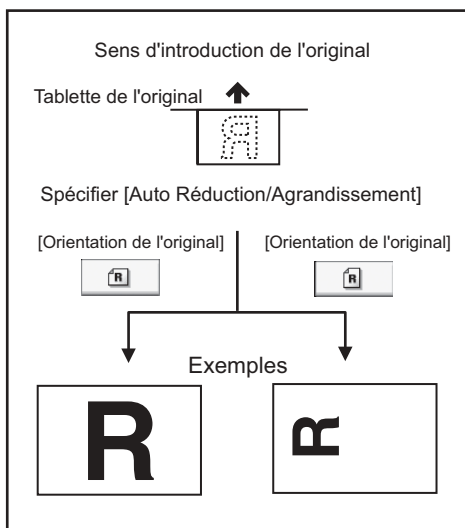 Sens d'introduction de l'original
Tablette de l'original
R
Spécifier [Auto Réduction/Agrandissement]
[Orientation de l'original] [Orientation de l'original]
R R
Exemples
R R